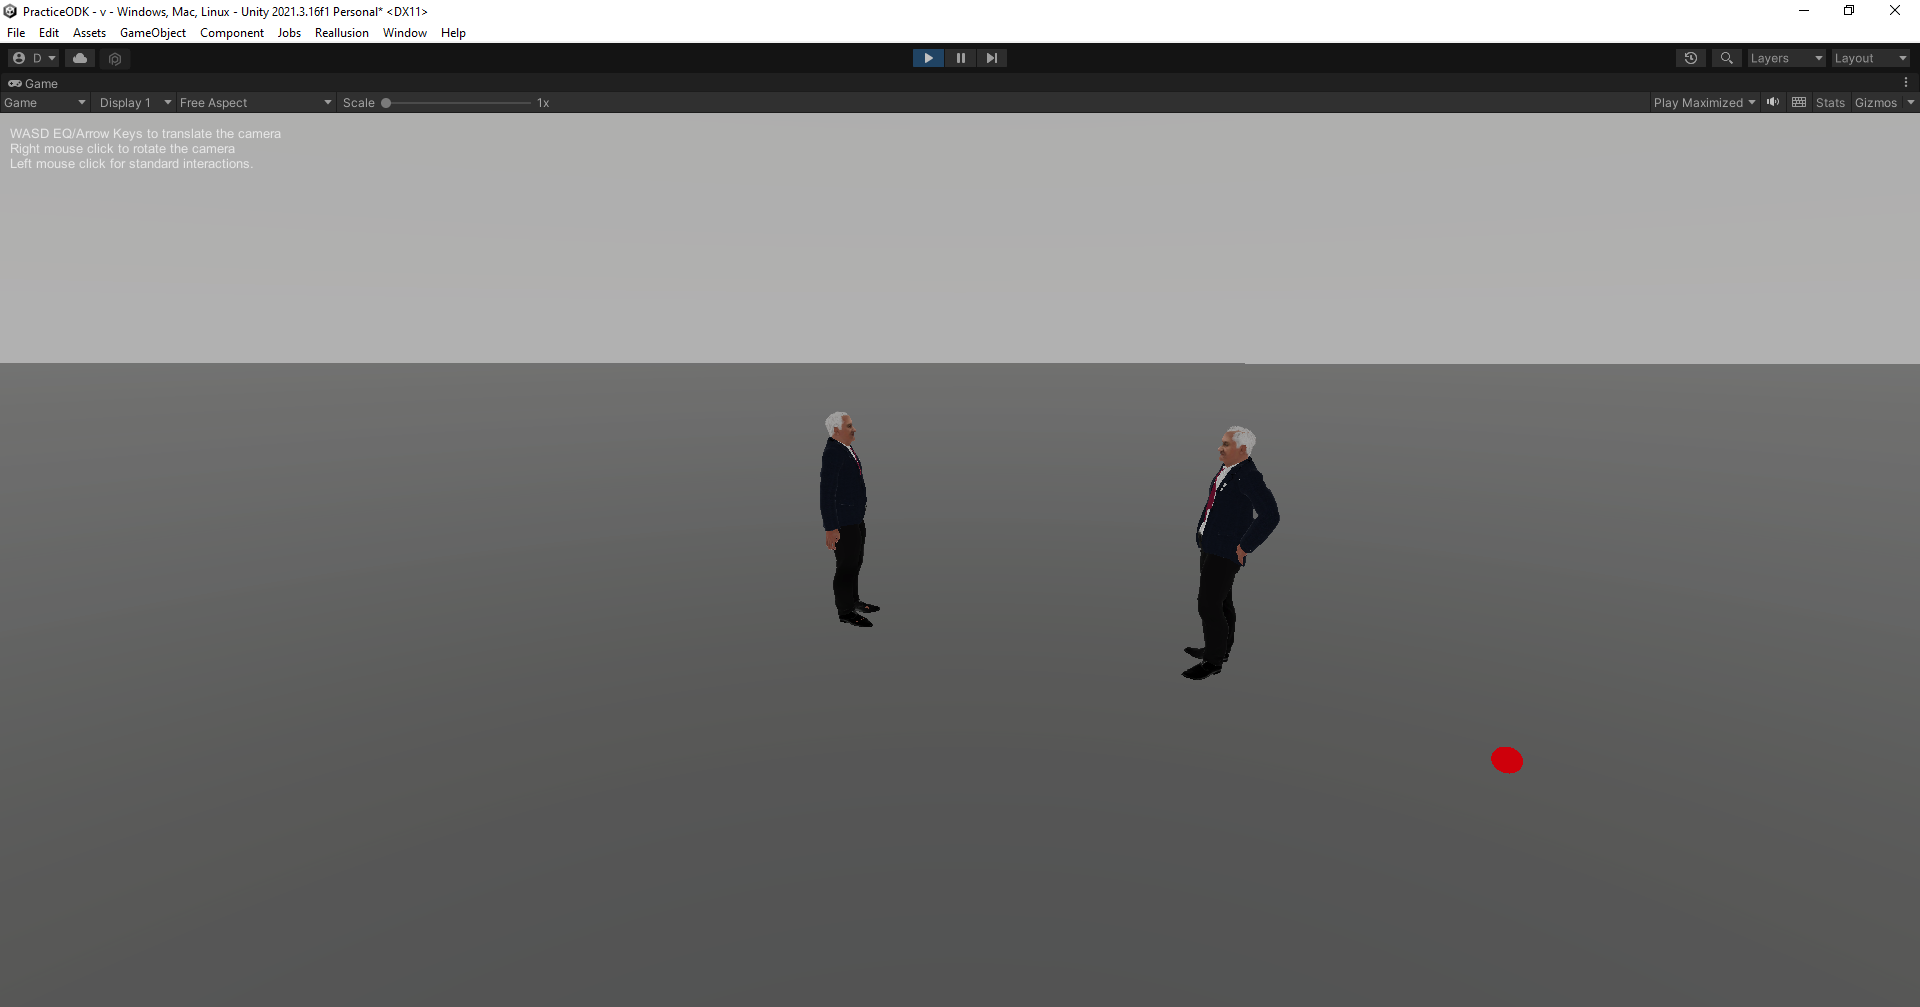 PracticeODK - v - Windows, Mac, Linux - Unity 2021.3.16f1 Personal* <DX11>
File Edit Assets GameObject Component Jobs Reallusion Window Help
D Layers Layout
Game
Game Display 1 Free Aspect Scale 1x Play Maximized Stats Gizmos
WASD EQ/Arrow Keys to translate the camera
Right mouse click to rotate the camera
Left mouse click for standard interactions.